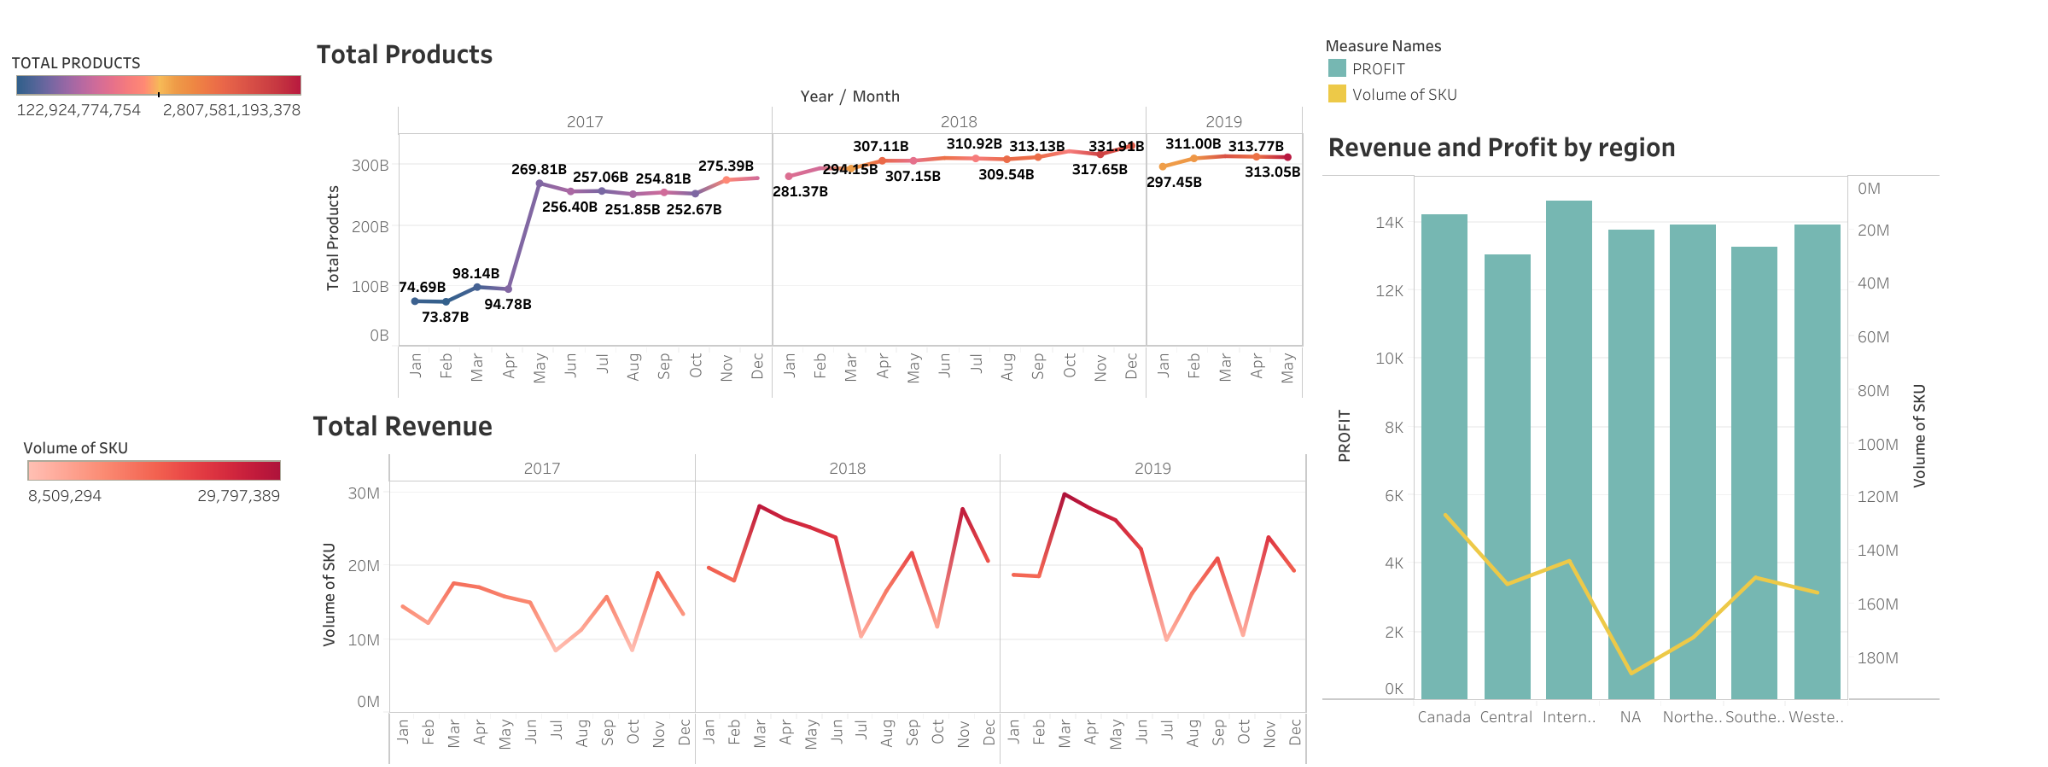 TOTAL PRODUCTS
122,924,774,754 2,807,581,193,378
Total Products
Year / Month
2017 2018 2019
Total Products
300B
200B
100B
0B
74.69B
73.87B
98.14B
94.78B
269.81B
256.40B
257.06B
251.85B
254.81B
252.67B
275.39B
281.37B
294.15B
307.11B
307.15B
310.92B
309.54B
313.13B
317.65B
331.91B
297.45B
311.00B
313.77B
313.05B
Jan Feb Mar Apr May Jun Jul Aug Sep Oct Nov Dec Jan Feb Mar Apr May Jun Jul Aug Sep Oct Nov Dec Jan Feb Mar Apr May
Volume of SKU
8,509,294 29,797,389
Total Revenue
2017 2018 2019
Volume of SKU
30M
20M
10M
0M
Jan Feb Mar Apr May Jun Jul Aug Sep Oct Nov Dec Jan Feb Mar Apr May Jun Jul Aug Sep Oct Nov Dec Jan Feb Mar Apr May Jun Jul Aug Sep Oct Nov Dec
Measure Names
PROFIT
Volume of SKU
Revenue and Profit by region
PROFIT
14K
12K
10K
8K
6K
4K
2K
0K
0M
20M
40M
60M
80M
100M
120M
140M
160M
180M
Volume of SKU
Canada Central Intern.. NA Northe.. Southe.. Weste..